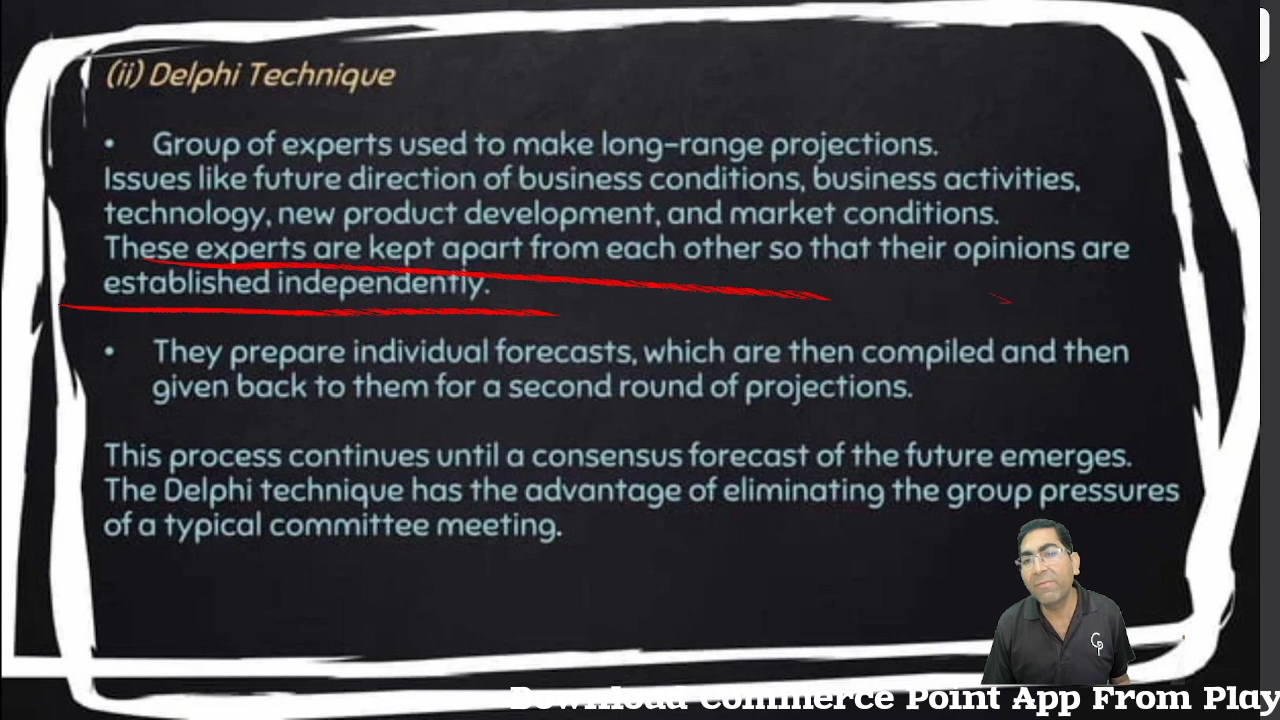 (ii) Delphi Technique
• Group of experts used to make long-range projections.
Issues like future direction of business conditions, business activities,
technology, new product development, and market conditions.
These experts are kept apart from each other so that their opinions are
established independently.
• They prepare individual forecasts, which are then compiled and then
given back to them for a second round of projections.
This process continues until a consensus forecast of the future emerges.
The Delphi technique has the advantage of eliminating the group pressures
of a typical committee meeting.
CP
Download Commerce Point App From Play